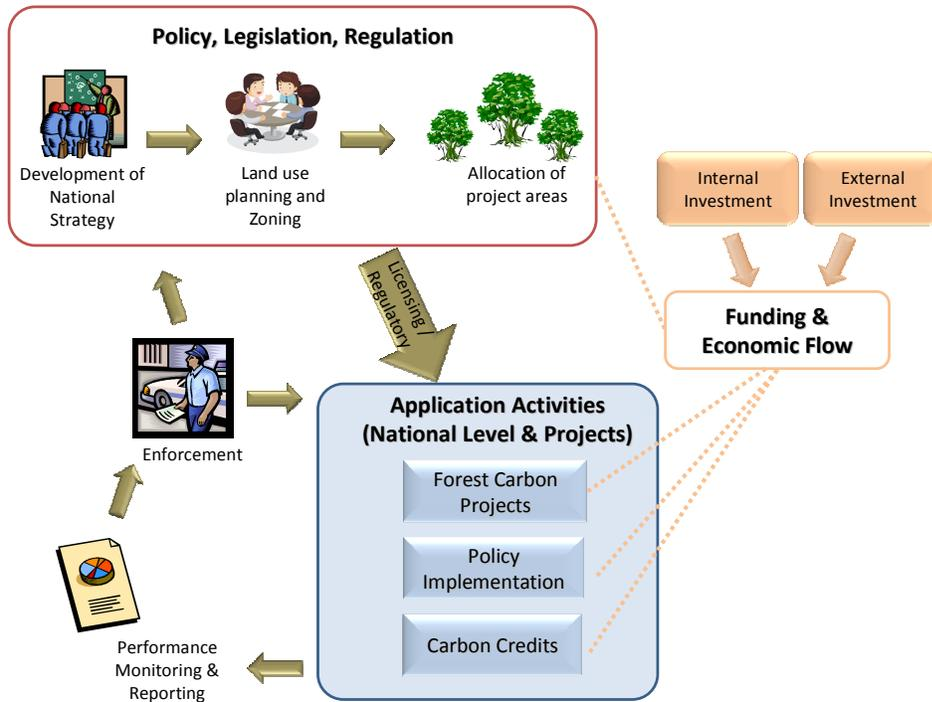 Policy, Legislation, Regulation
Development of
National
Strategy
Land use
planning and
Zoning
Allocation of
project areas
Internal
Investment
External
Investment
Licensing /
Regulatory
Funding &
Economic Flow
Enforcement
Application Activities
(National Level & Projects)
Forest Carbon
Projects
Policy
Implementation
Carbon Credits
Performance
Monitoring &
Reporting